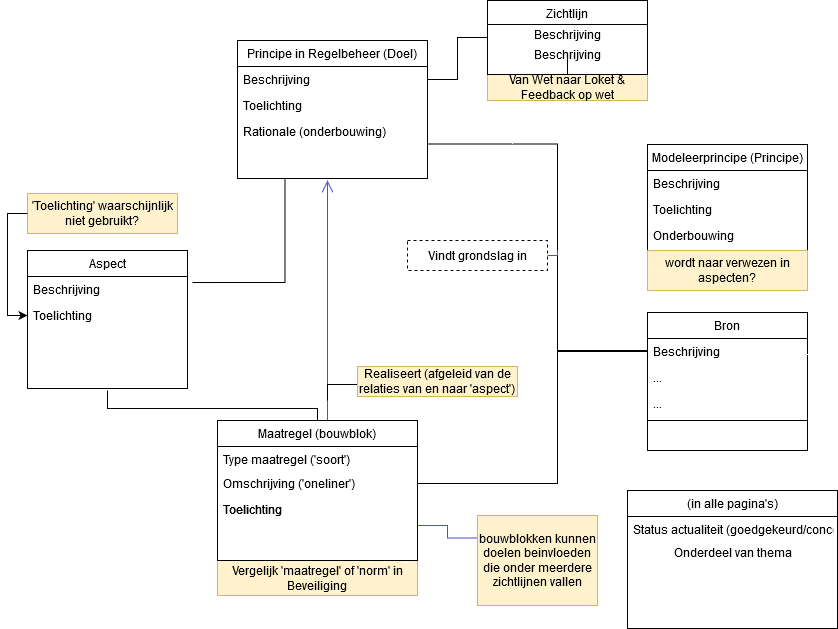 Zichtlijn
Beschrijving
Beschrijving
Van Wet naar Loket &
Feedback op wet
Principe in Regelbeheer (Doel)
Beschrijving
Toelichting
Rationale (onderbouwing)
Modeleerprincipe (Principe)
Beschrijving
Toelichting
Onderbouwing
wordt naar verwezen in
aspecten?
'Toelichting' waarschijnlijk
niet gebruikt?
Aspect
Beschrijving
Toelichting
Vindt grondslag in
Bron
Beschrijving
...
...
Realiseert (afgeleid van de
relaties van en naar 'aspect')
Maatregel (bouwblok)
Type maatregel ('soort')
Omschrijving ('oneliner')
Toelichting
Vergelijk 'maatregel' of 'norm' in
Beveiliging
bouwblokken kunnen
doelen beinvloeden
die onder meerdere
zichtlijnen vallen
(in alle pagina's)
Status actualiteit (goedgekeurd/conc
Onderdeel van thema